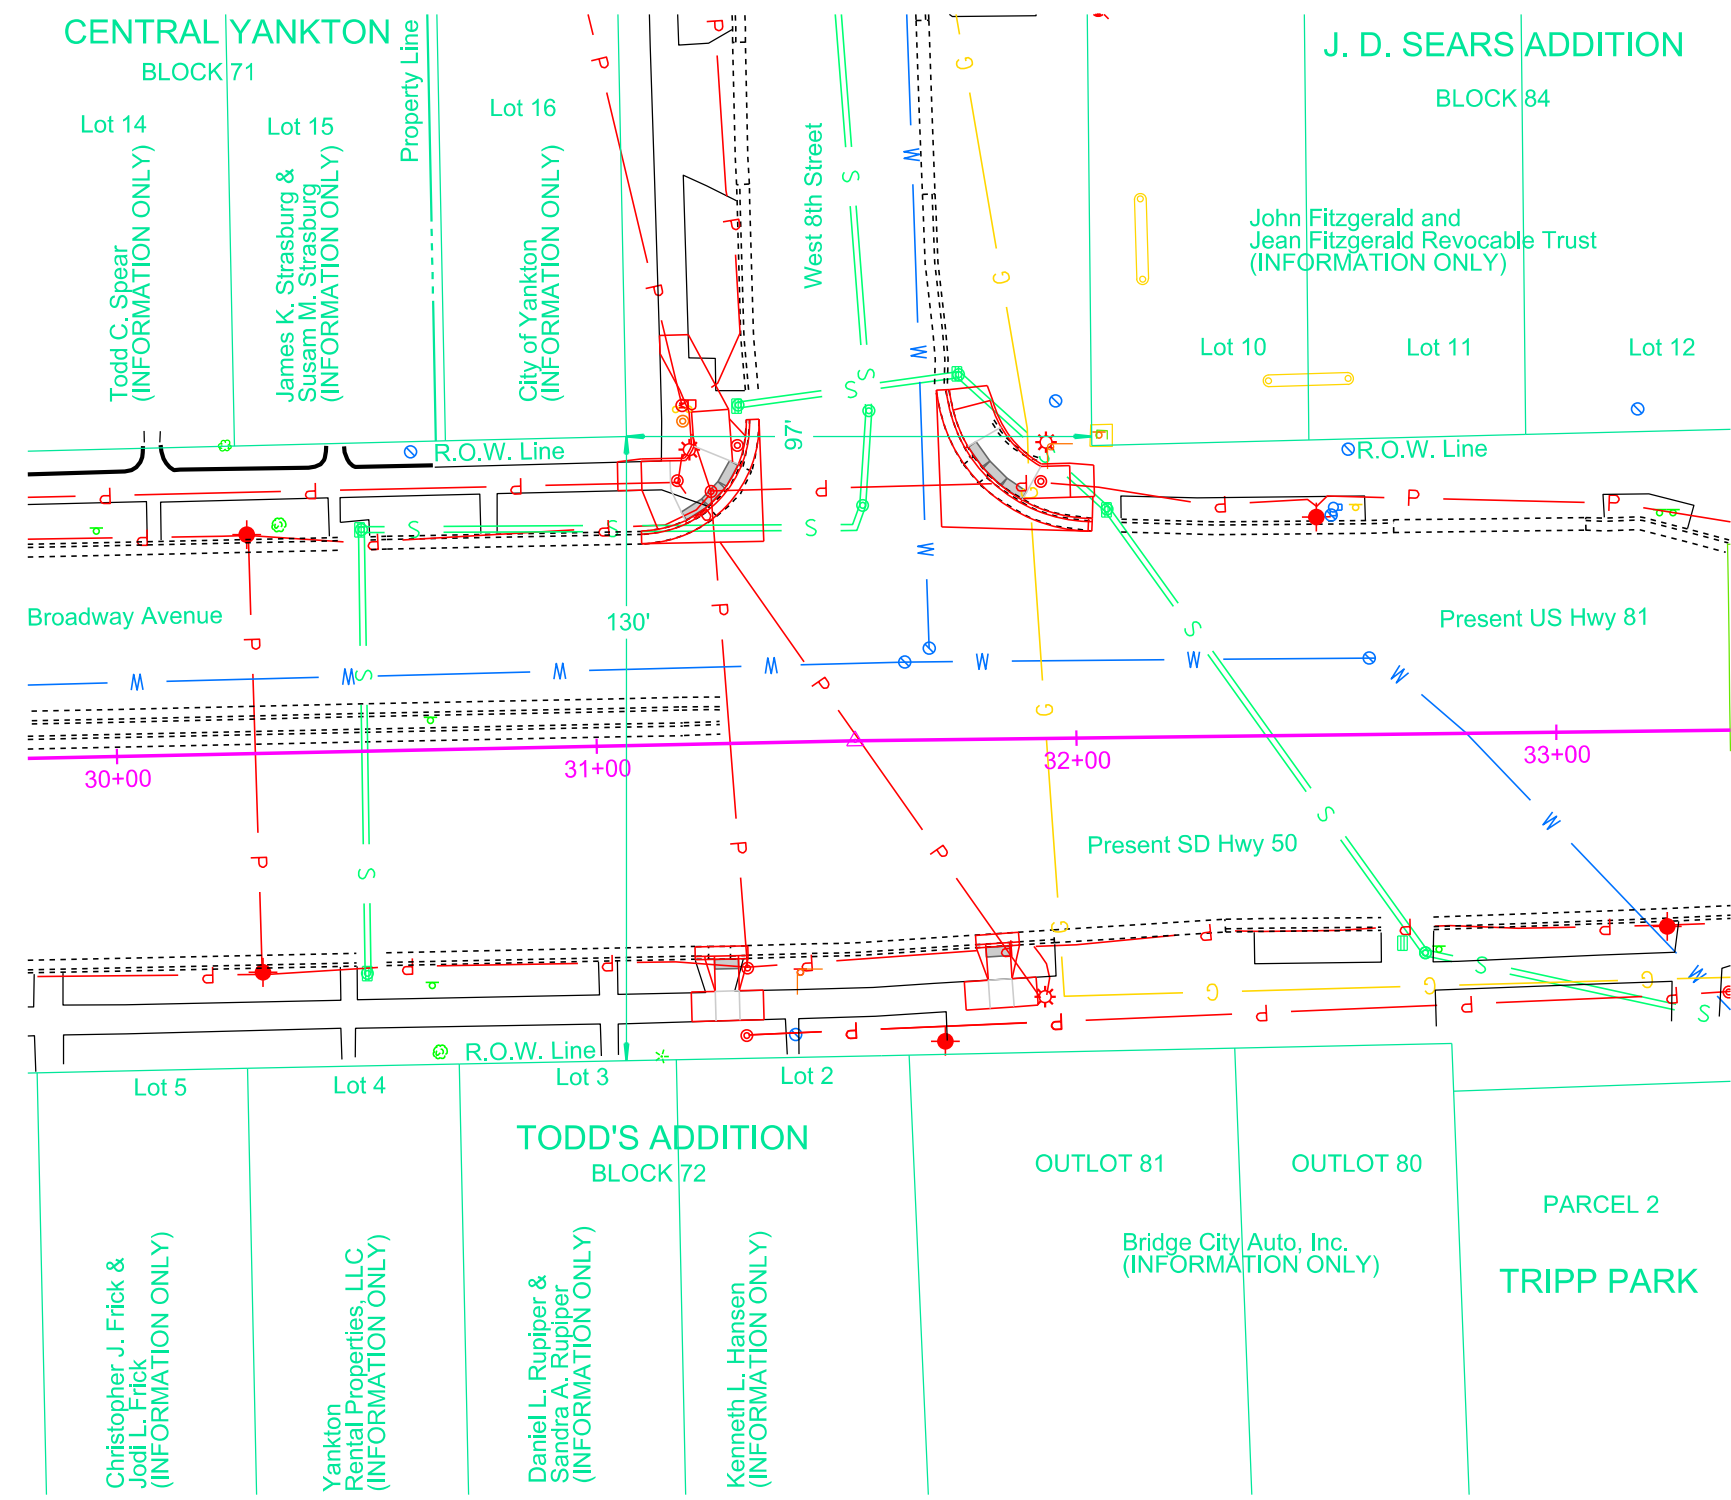 CENTRAL YANKTON
BLOCK 71
Lot 14
Lot 15
Property Line
Lot 16
West 8th Street
J. D. SEARS ADDITION
BLOCK 84
Todd C. Spear
(INFORMATION ONLY)
James K. Strasburg &
Susam M. Strasburg
(INFORMATION ONLY)
City of Yankton
(INFORMATION ONLY)
John Fitzgerald and
Jean Fitzgerald Revocable Trust
(INFORMATION ONLY)
Lot 10
Lot 11
Lot 12
97'
R.O.W. Line
R.O.W. Line
Broadway Avenue
130'
Present US Hwy 81
30+00
31+00
32+00
33+00
Present SD Hwy 50
R.O.W. Line
Lot 5
Lot 4
Lot 3
Lot 2
TODD'S ADDITION
BLOCK 72
OUTLOT 81
OUTLOT 80
PARCEL 2
TRIPP PARK
Christopher J. Frick &
Jodi L. Frick
(INFORMATION ONLY)
Yankton
Rental Properties, LLC
(INFORMATION ONLY)
Daniel L. Rupiper &
Sandra A. Rupiper
(INFORMATION ONLY)
Kenneth L. Hansen
(INFORMATION ONLY)
Bridge City Auto, Inc.
(INFORMATION ONLY)